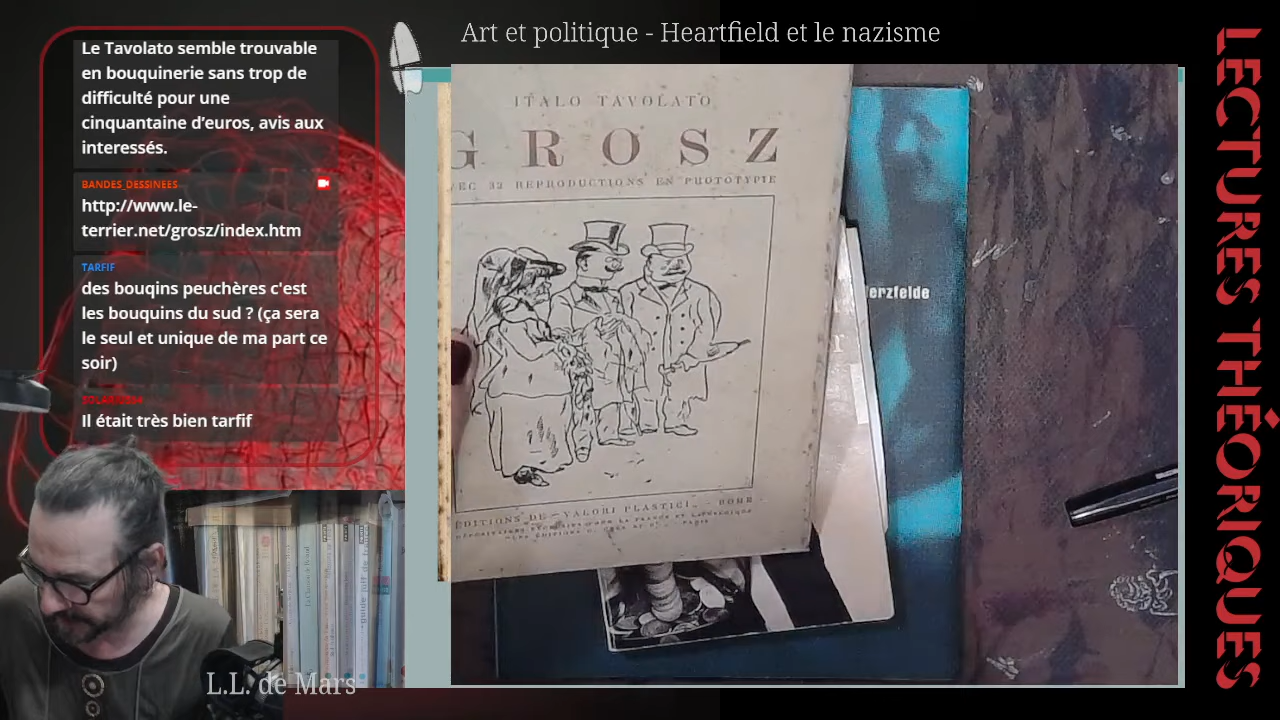 Art et politique - Heartfield et le nazisme
Le Tavolato semble trouvable
en bouquinerie sans trop de
difficulté pour une
cinquantaine d'euros, avis aux
interessés.
BANDES_DESSINEES
http://www.le-
terrier.net/grosz/index.htm
TARFIF
des bouqins peuchères c'est
les bouquins du sud ? (ça sera
le seul et unique de ma part ce
soir)
Il était très bien tarfif
L.L. de Mars
ITALO TAVOLATO
GROSZ
EC 32 REPRODUCTIONS EN PHOTOTYPIE
ÉDITIONS DE VALORI PLASTICI - ROME
erzfelde
LECTURES THÉORIQUES